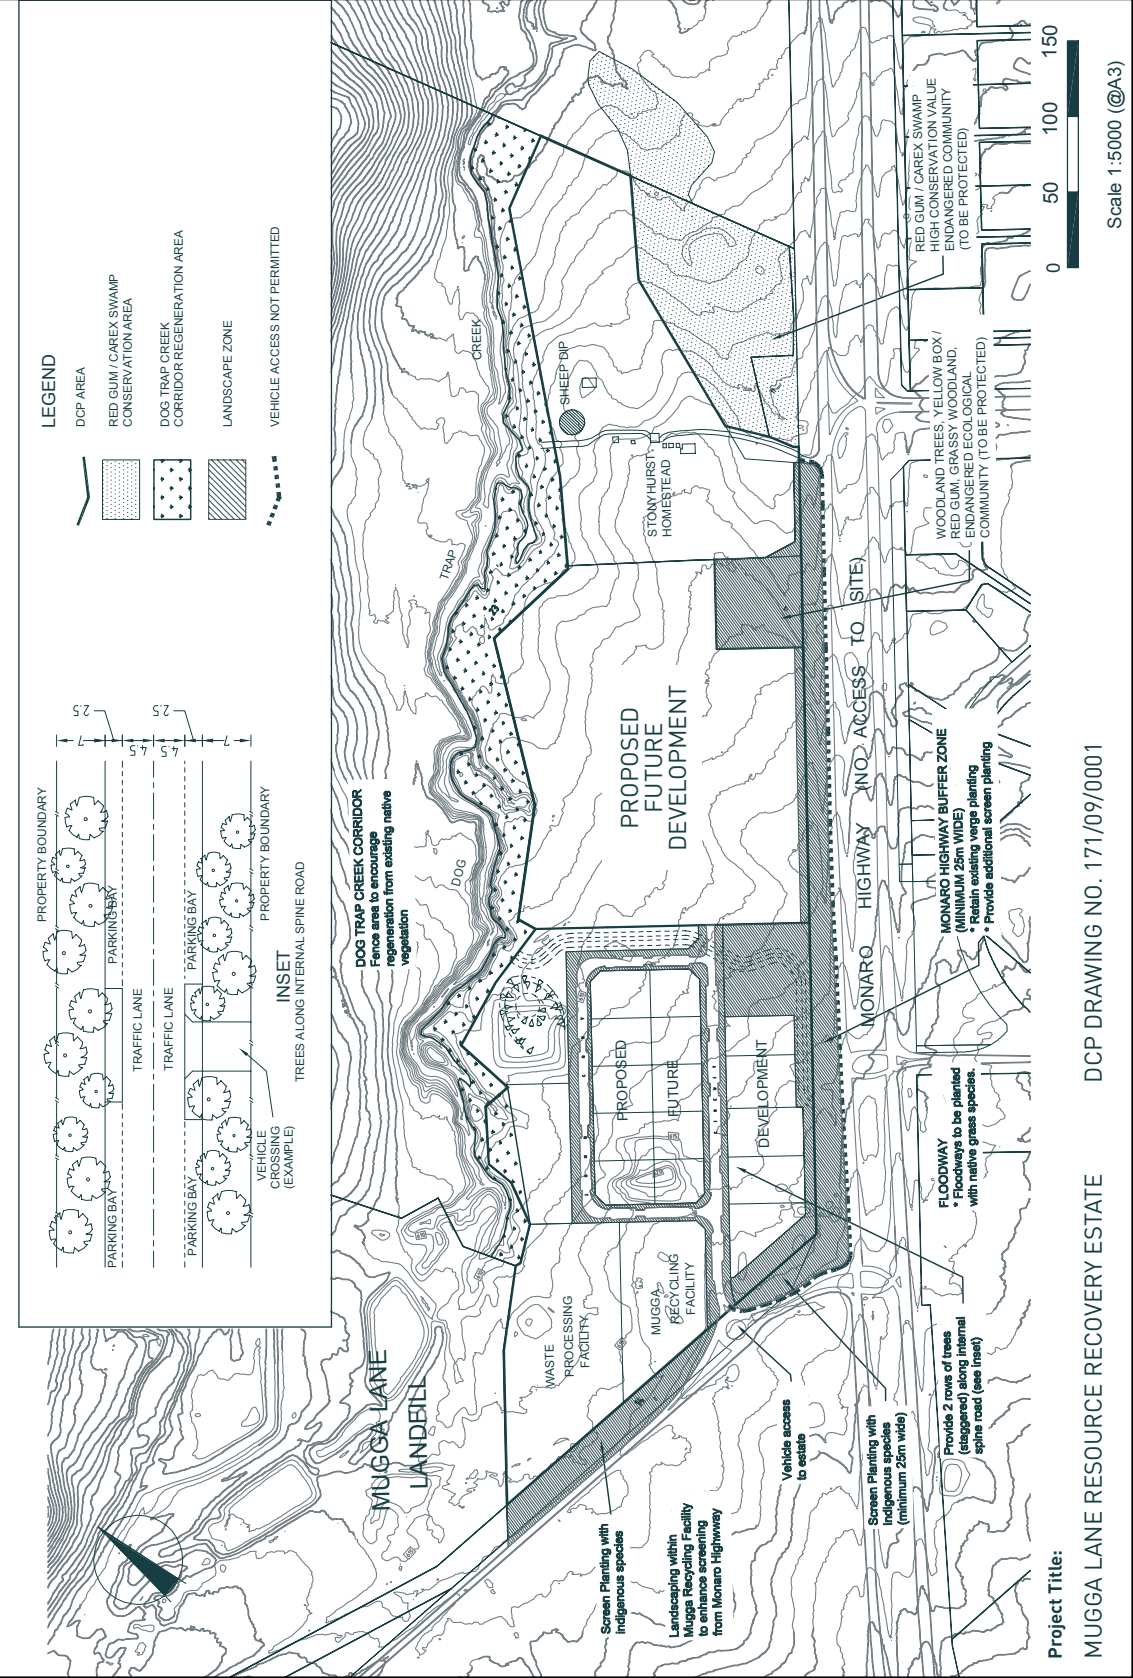 LEGEND
DCP AREA
RED GUM / CAREX SWAMP
CONSERVATION AREA
DOG TRAP CREEK
CORRIDOR REGENERATION AREA
LANDSCAPE ZONE
VEHICLE ACCESS NOT PERMITTED
PROPERTY BOUNDARY
PARKING BAY
PARKING BAY
TRAFFIC LANE
TRAFFIC LANE
PARKING BAY
PARKING BAY
PROPERTY BOUNDARY
7
2.5
4.5
4.5
2.5
7
VEHICLE
CROSSING
(EXAMPLE)
INSET
TREES ALONG INTERNAL SPINE ROAD
DOG TRAP CREEK CORRIDOR
Fence area to encourage
regeneration from existing native
vegetation
MUGGA LANE
LANDFILL
DOG
TRAP
CREEK
SHEEP DIP
STONYHURST
HOMESTEAD
PROPOSED
FUTURE
DEVELOPMENT
PROPOSED
FUTURE
DEVELOPMENT
WASTE
PROCESSING
FACILITY
MUGGA
RECYCLING
FACILITY
Screen Planting with
indigenous species
Landscaping within
Mugga Recycling Facility
to enhance screening
from Monaro Highwway
Vehicle access
to estate
Screen Planting with
indigenous species
(minimum 25m wide)
Provide 2 rows of trees
(staggered) along internal
spine road (see inset)
FLOODWAY
* Floodways to be planted
with native grass species.
MONARO HIGHWAY (NO ACCESS TO SITE)
MONARO HIGHWAY BUFFER ZONE
(MINIMUM 25m WIDE)
* Retain existing verge planting
* Provide additional screen planting
WOODLAND TREES, YELLOW BOX /
RED GUM, GRASSY WOODLAND,
ENDANGERED ECOLOGICAL
COMMUNITY (TO BE PROTECTED)
RED GUM / CAREX SWAMP
HIGH CONSERVATION VALUE
ENDANGERED COMMUNITY
(TO BE PROTECTED)
0 50 100 150
Scale 1:5000 (@A3)
Project Title:
MUGGA LANE RESOURCE RECOVERY ESTATE
DCP DRAWING NO. 171/09/0001